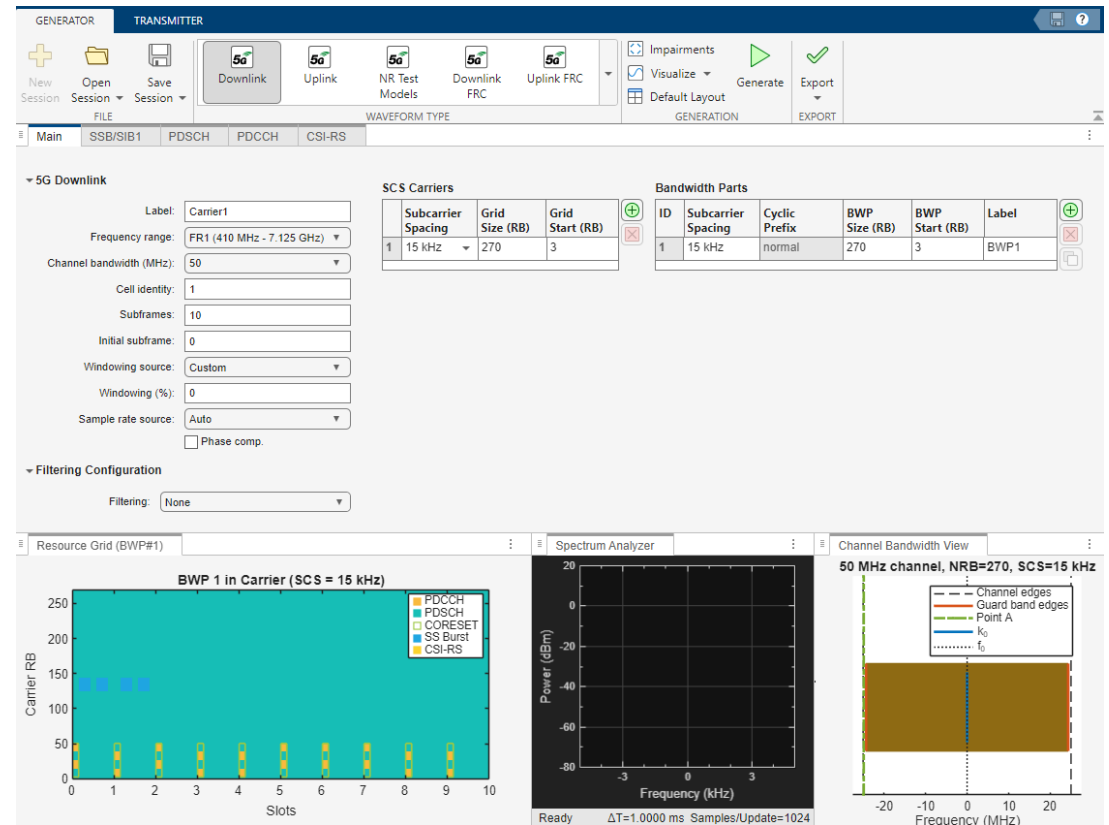 GENERATOR TRANSMITTER
?
New Session
Open Session
Save Session
FILE
5G Downlink
5G Uplink
5G NR Test Models
5G Downlink FRC
5G Uplink FRC
WAVEFORM TYPE
Impairments
Visualize
Default Layout
Generate
GENERATION
Export
EXPORT
Main SSB/SIB1 PDSCH PDCCH CSI-RS
5G Downlink
Label: Carrier1
Frequency range: FR1 (410 MHz - 7.125 GHz)
Channel bandwidth (MHz): 50
Cell identity: 1
Subframes: 10
Initial subframe: 0
Windowing source: Custom
Windowing (%): 0
Sample rate source: Auto
Phase comp.
Filtering Configuration
Filtering: None
SCS Carriers
Subcarrier Spacing Grid Size (RB) Grid Start (RB)
1 15 kHz 270 3
Bandwidth Parts
ID Subcarrier Spacing Cyclic Prefix BWP Size (RB) BWP Start (RB) Label
1 15 kHz normal 270 3 BWP1
Resource Grid (BWP#1)
BWP 1 in Carrier (SCS = 15 kHz)
PDCCH
PDSCH
CORESET
SS Burst
CSI-RS
Carrier RB
250
200
150
100
50
0
0 1 2 3 4 5 6 7 8 9 10
Slots
Spectrum Analyzer
Power (dBm)
20
0
-20
-40
-60
-80
-3 0 3
Frequency (kHz)
Ready ΔT=1.0000 ms Samples/Update=1024
Channel Bandwidth View
50 MHz channel, NRB=270, SCS=15 kHz
Channel edges
Guard band edges
Point A
k0
f0
-20 -10 0 10 20
Frequency (MHz)